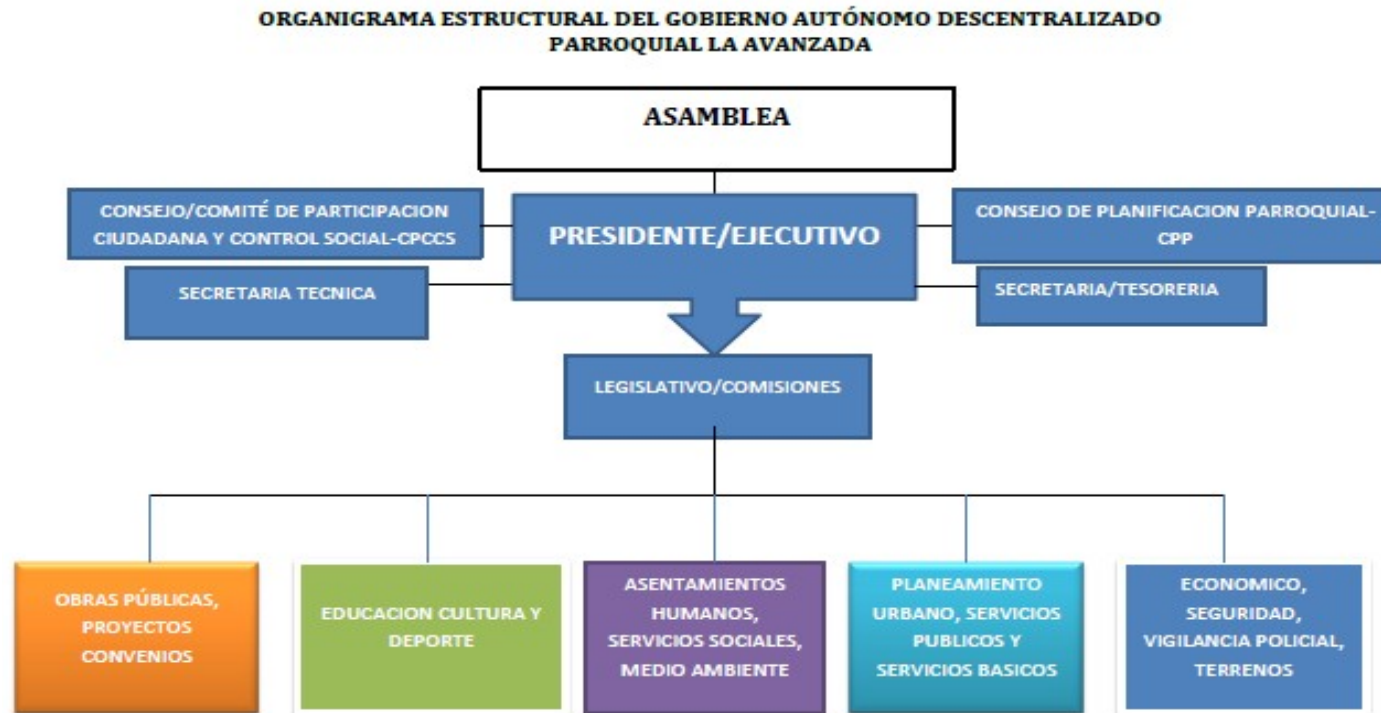 ORGANIGRAMA ESTRUCTURAL DEL GOBIERNO AUTÓNOMO DESCENTRALIZADO
PARROQUIAL LA AVANZADA
ASAMBLEA
CONSEJO/COMITÉ DE PARTICIPACION
CIUDADANA Y CONTROL SOCIAL-CPCCS
PRESIDENTE/EJECUTIVO
CONSEJO DE PLANIFICACION PARROQUIAL-
CPP
SECRETARIA TECNICA
SECRETARIA/TESORERIA
LEGISLATIVO/COMISIONES
OBRAS PÚBLICAS,
PROYECTOS
CONVENIOS
EDUCACION CULTURA Y
DEPORTE
ASENTAMIENTOS
HUMANOS,
SERVICIOS SOCIALES,
MEDIO AMBIENTE
PLANEAMIENTO
URBANO, SERVICIOS
PUBLICOS Y
SERVICIOS BASICOS
ECONOMICO,
SEGURIDAD,
VIGILANCIA POLICIAL,
TERRENOS